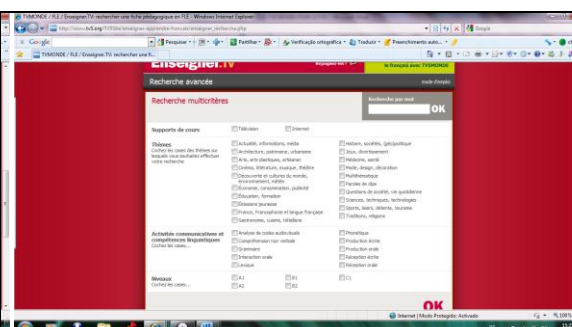 TV5MONDE / FLE / Enseigner.TV: rechercher une fiche pédagogique en FLE - Windows Internet Explorer
Google
Pesquisar
Partilhar
Verificação ortográfica
Traduzir
Preenchimento auto...
TV5MONDE / FLE / Enseigner.TV: rechercher une fi...
Enseigner.TV
le français avec TV5MONDE
Recherche avancée
mode d'emploi
Recherche multicritères
Recherche par mot
OK
Supports de cours
Télévision
Internet
Thèmes
Cochez les cases des thèmes sur
lesquels vous souhaitez effectuer
votre recherche
Actualité, informations, média
Architecture, patrimoine, urbanisme
Arts, arts plastiques, artisanat
Cinéma, littérature, musique, théâtre
Découverte et cultures du monde,
environnement, météo
Économie, consommation, publicité
Éducation, formation
Émissions jeunesse
France, Francophonie et langue française
Gastronomie, cuisine, hôtellerie
Histoire, sociétés, (géo)politique
Jeux, divertissement
Médecine, santé
Mode, design, décoration
Multithématique
Paroles de clips
Questions de société, vie quotidienne
Sciences, techniques, technologies
Sports, loisirs, détente, tourisme
Traditions, religions
Activités communicatives et
compétences linguistiques
Cochez les cases...
Analyse de codes audiovisuels
Compréhension non verbale
Grammaire
Interaction orale
Lexique
Phonétique
Production écrite
Production orale
Réception écrite
Réception orale
Niveaux
Cochez les cases...
A1
A2
B1
B2
C1
OK
Internet | Modo Protegido: Activado
100%